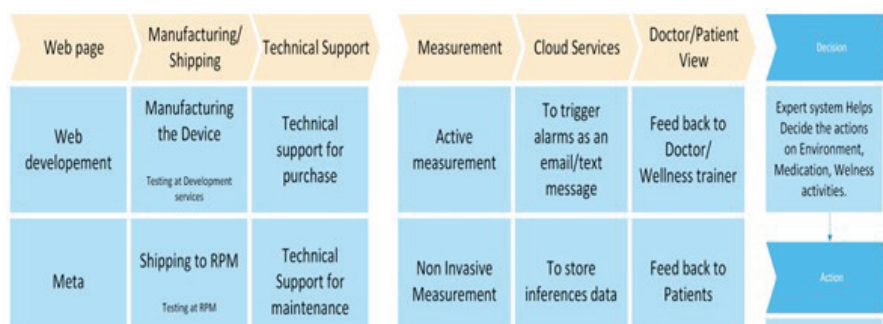 Web page
Manufacturing/
Shipping
Technical Support
Measurement
Cloud Services
Doctor/Patient
View
Decision
Web
developement
Manufacturing
the Device
Testing at Development
services
Technical
support for
purchase
Active
measurement
To trigger
alarms as an
email/text
message
Feed back to
Doctor/
Wellness trainer
Expert system Helps
Decide the actions
on Environment,
Medication, Welness
activities.
Meta
Shipping to RPM
Testing at RPM
Technical
Support for
maintenance
Non Invasive
Measurement
To store
inferences data
Feed back to
Patients
Action